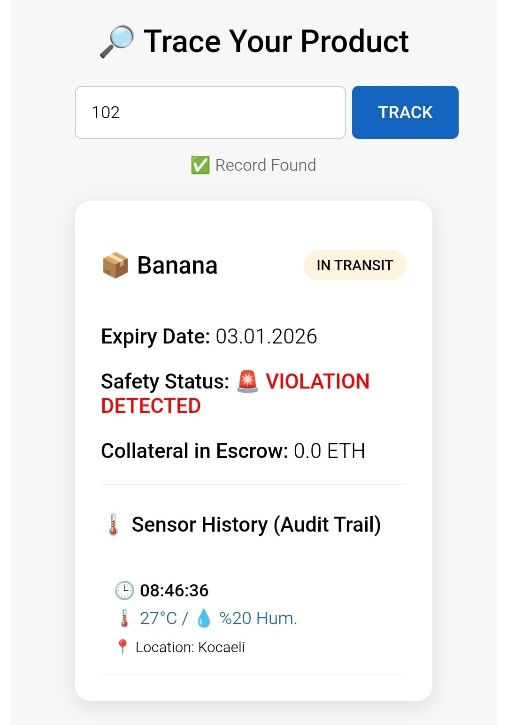 🔎 Trace Your Product
102
TRACK
✅ Record Found
📦 Banana
IN TRANSIT
Expiry Date: 03.01.2026
Safety Status: 🚨 VIOLATION
DETECTED
Collateral in Escrow: 0.0 ETH
🌡️ Sensor History (Audit Trail)
🕒 08:46:36
🌡️ 27°C / 💧 %20 Hum.
📍 Location: Kocaeli